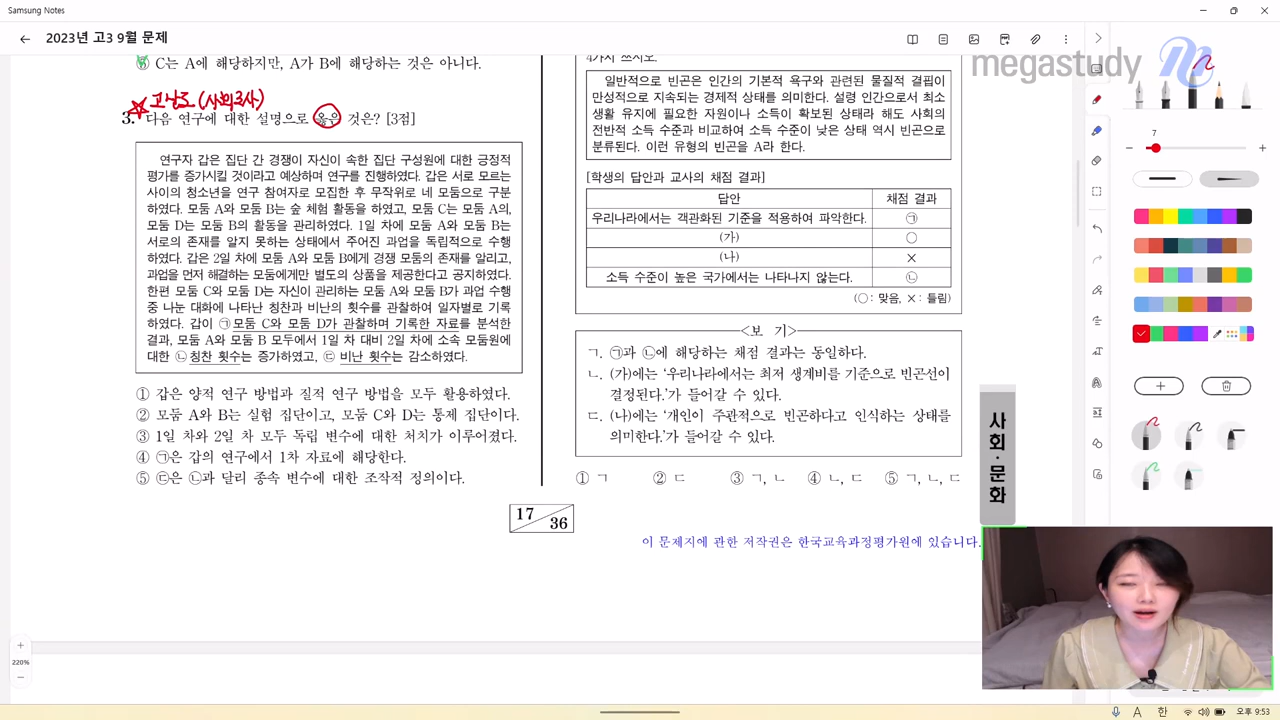 Samsung Notes
2023년 고3 9월 문제
megastudy
⑤ C는 A에 해당하지만, A가 B에 해당하는 것은 아니다.
고난도 (사회조사)
3. 다음 연구에 대한 설명으로 옳은 것은? [3점]
연구자 갑은 집단 간 경쟁이 자신이 속한 집단 구성원에 대한 긍정적
평가를 증가시킬 것이라고 예상하며 연구를 진행하였다. 갑은 서로 모르는
사이의 청소년을 연구 참여자로 모집한 후 무작위로 네 모둠으로 구분
하였다. 모둠 A와 모둠 B는 숲 체험 활동을 하였고, 모둠 C는 모둠 A의,
모둠 D는 모둠 B의 활동을 관리하였다. 1일 차에 모둠 A와 모둠 B는
서로의 존재를 알지 못하는 상태에서 주어진 과업을 독립적으로 수행
하였다. 갑은 2일 차에 모둠 A와 모둠 B에게 경쟁 모둠의 존재를 알리고,
과업을 먼저 해결하는 모둠에게만 별도의 상품을 제공한다고 공지하였다.
한편 모둠 C와 모둠 D는 자신이 관리하는 모둠 A와 모둠 B가 과업 수행
중 나눈 대화에 나타난 칭찬과 비난의 횟수를 관찰하여 일자별로 기록
하였다. 갑이 ㉠모둠 C와 모둠 D가 관찰하며 기록한 자료를 분석한
결과, 모둠 A와 모둠 B 모두에서 1일 차 대비 2일 차에 소속 모둠원에
대한 ㉡칭찬 횟수는 증가하였고, ㉢비난 횟수는 감소하였다.
① 갑은 양적 연구 방법과 질적 연구 방법을 모두 활용하였다.
② 모둠 A와 B는 실험 집단이고, 모둠 C와 D는 통제 집단이다.
③ 1일 차와 2일 차 모두 독립 변수에 대한 처치가 이루어졌다.
④ ㉠은 갑의 연구에서 1차 자료에 해당한다.
⑤ ㉢은 ㉡과 달리 종속 변수에 대한 조작적 정의이다.
4가지 쓰시오.
일반적으로 빈곤은 인간의 기본적 욕구와 관련된 물질적 결핍이
만성적으로 지속되는 경제적 상태를 의미한다. 설령 인간으로서 최소
생활 유지에 필요한 자원이나 소득이 확보된 상태라 해도 사회의
전반적 소득 수준과 비교하여 소득 수준이 낮은 상태 역시 빈곤으로
분류된다. 이런 유형의 빈곤을 A라 한다.
[학생의 답안과 교사의 채점 결과]
답안 채점 결과
우리나라에서는 객관화된 기준을 적용하여 파악한다. ㉠
(가) ○
(나) ×
소득 수준이 높은 국가에서는 나타나지 않는다. ㉡
(○: 맞음, ×: 틀림)
<보 기>
ㄱ. ㉠과 ㉡에 해당하는 채점 결과는 동일하다.
ㄴ. (가)에는 ‘우리나라에서는 최저 생계비를 기준으로 빈곤선이
결정된다.’가 들어갈 수 있다.
ㄷ. (나)에는 ‘개인이 주관적으로 빈곤하다고 인식하는 상태를
의미한다.’가 들어갈 수 있다.
① ㄱ ② ㄷ ③ ㄱ, ㄴ ④ ㄴ, ㄷ ⑤ ㄱ, ㄴ, ㄷ
17
36
이 문제지에 관한 저작권은 한국교육과정평가원에 있습니다.
사회·문화
7
220%
A 한 오후 9:53